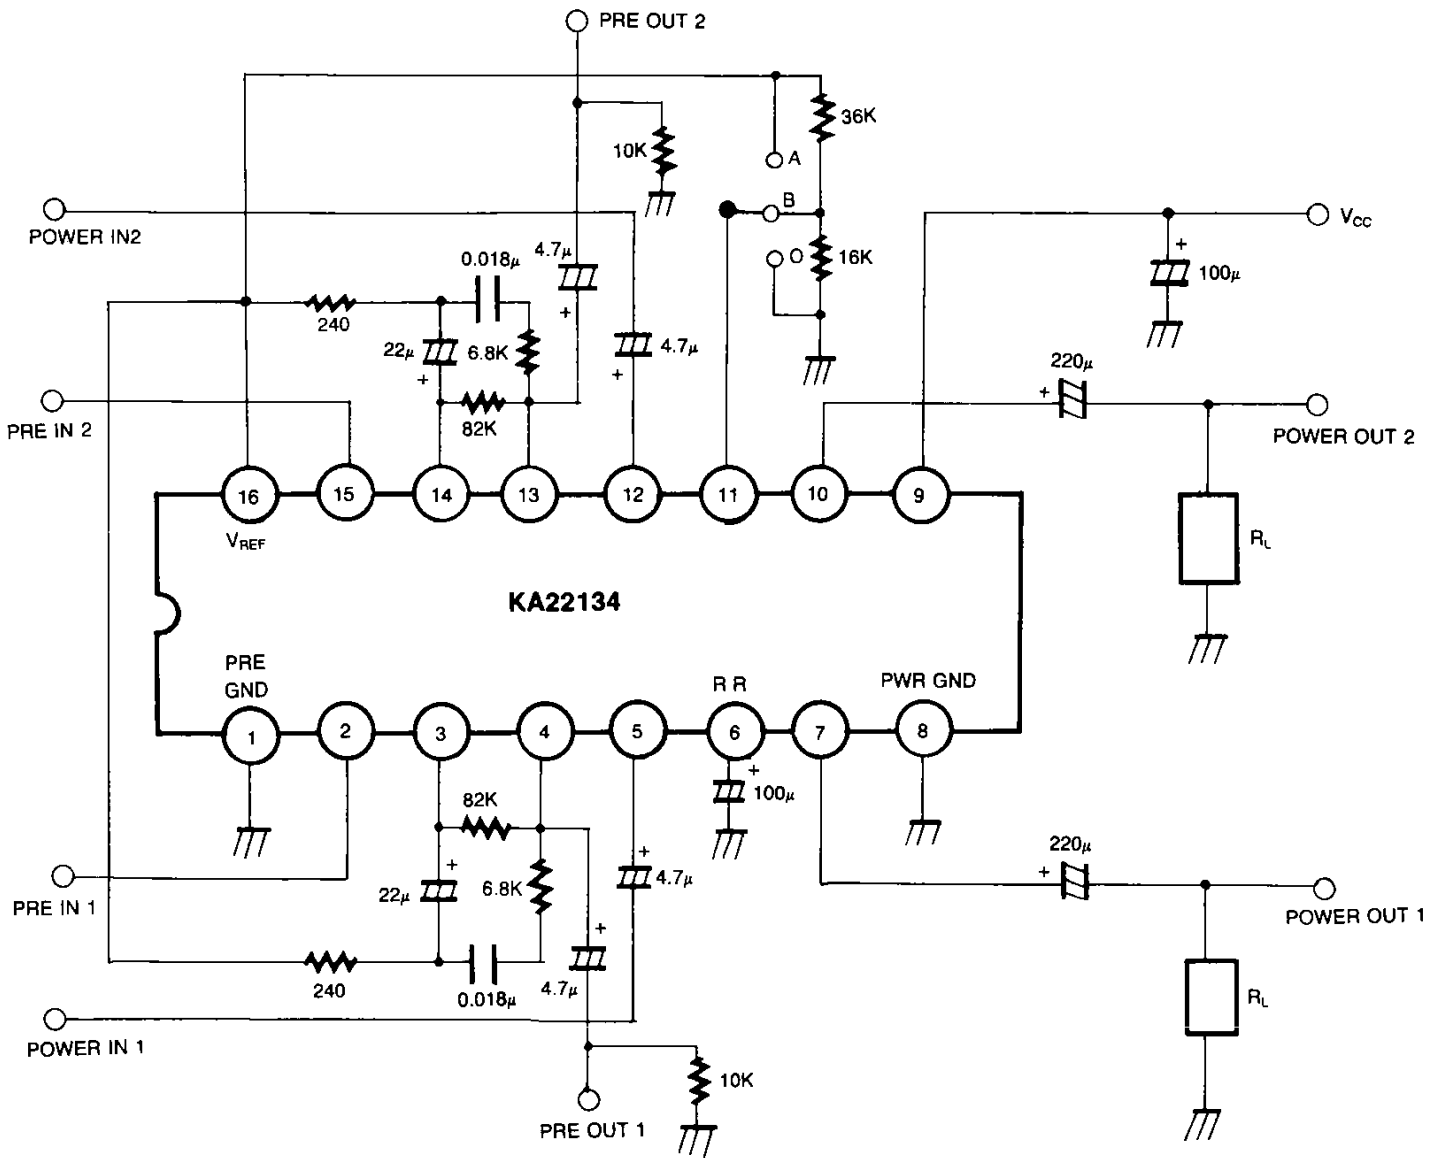 PRE OUT 2
36K
10K
A
B
POWER IN2
VCC
4.7μ
0.018μ
O
16K
+
100μ
240
22μ
+
6.8K
+
4.7μ
+
220μ
+
PRE IN 2
82K
POWER OUT 2
16
15
14
13
12
11
10
9
VREF
RL
KA22134
PRE
GND
R R
PWR GND
1
2
3
4
5
6
7
8
+
100μ
82K
220μ
+
+
22μ
6.8K
+
4.7μ
PRE IN 1
POWER OUT 1
+
240
0.018μ
4.7μ
RL
POWER IN 1
10K
PRE OUT 1